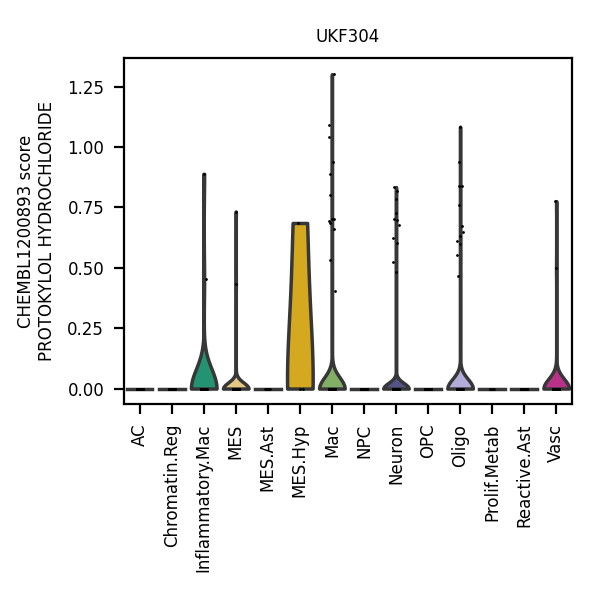 UKF304
CHEMBL1200893 score
PROTOKYLOL HYDROCHLORIDE
1.25
1.00
0.75
0.50
0.25
0.00
AC
Chromatin.Reg
Inflammatory.Mac
MES
MES.Ast
MES.Hyp
Mac
NPC
Neuron
OPC
Oligo
Prolif.Metab
Reactive.Ast
Vasc